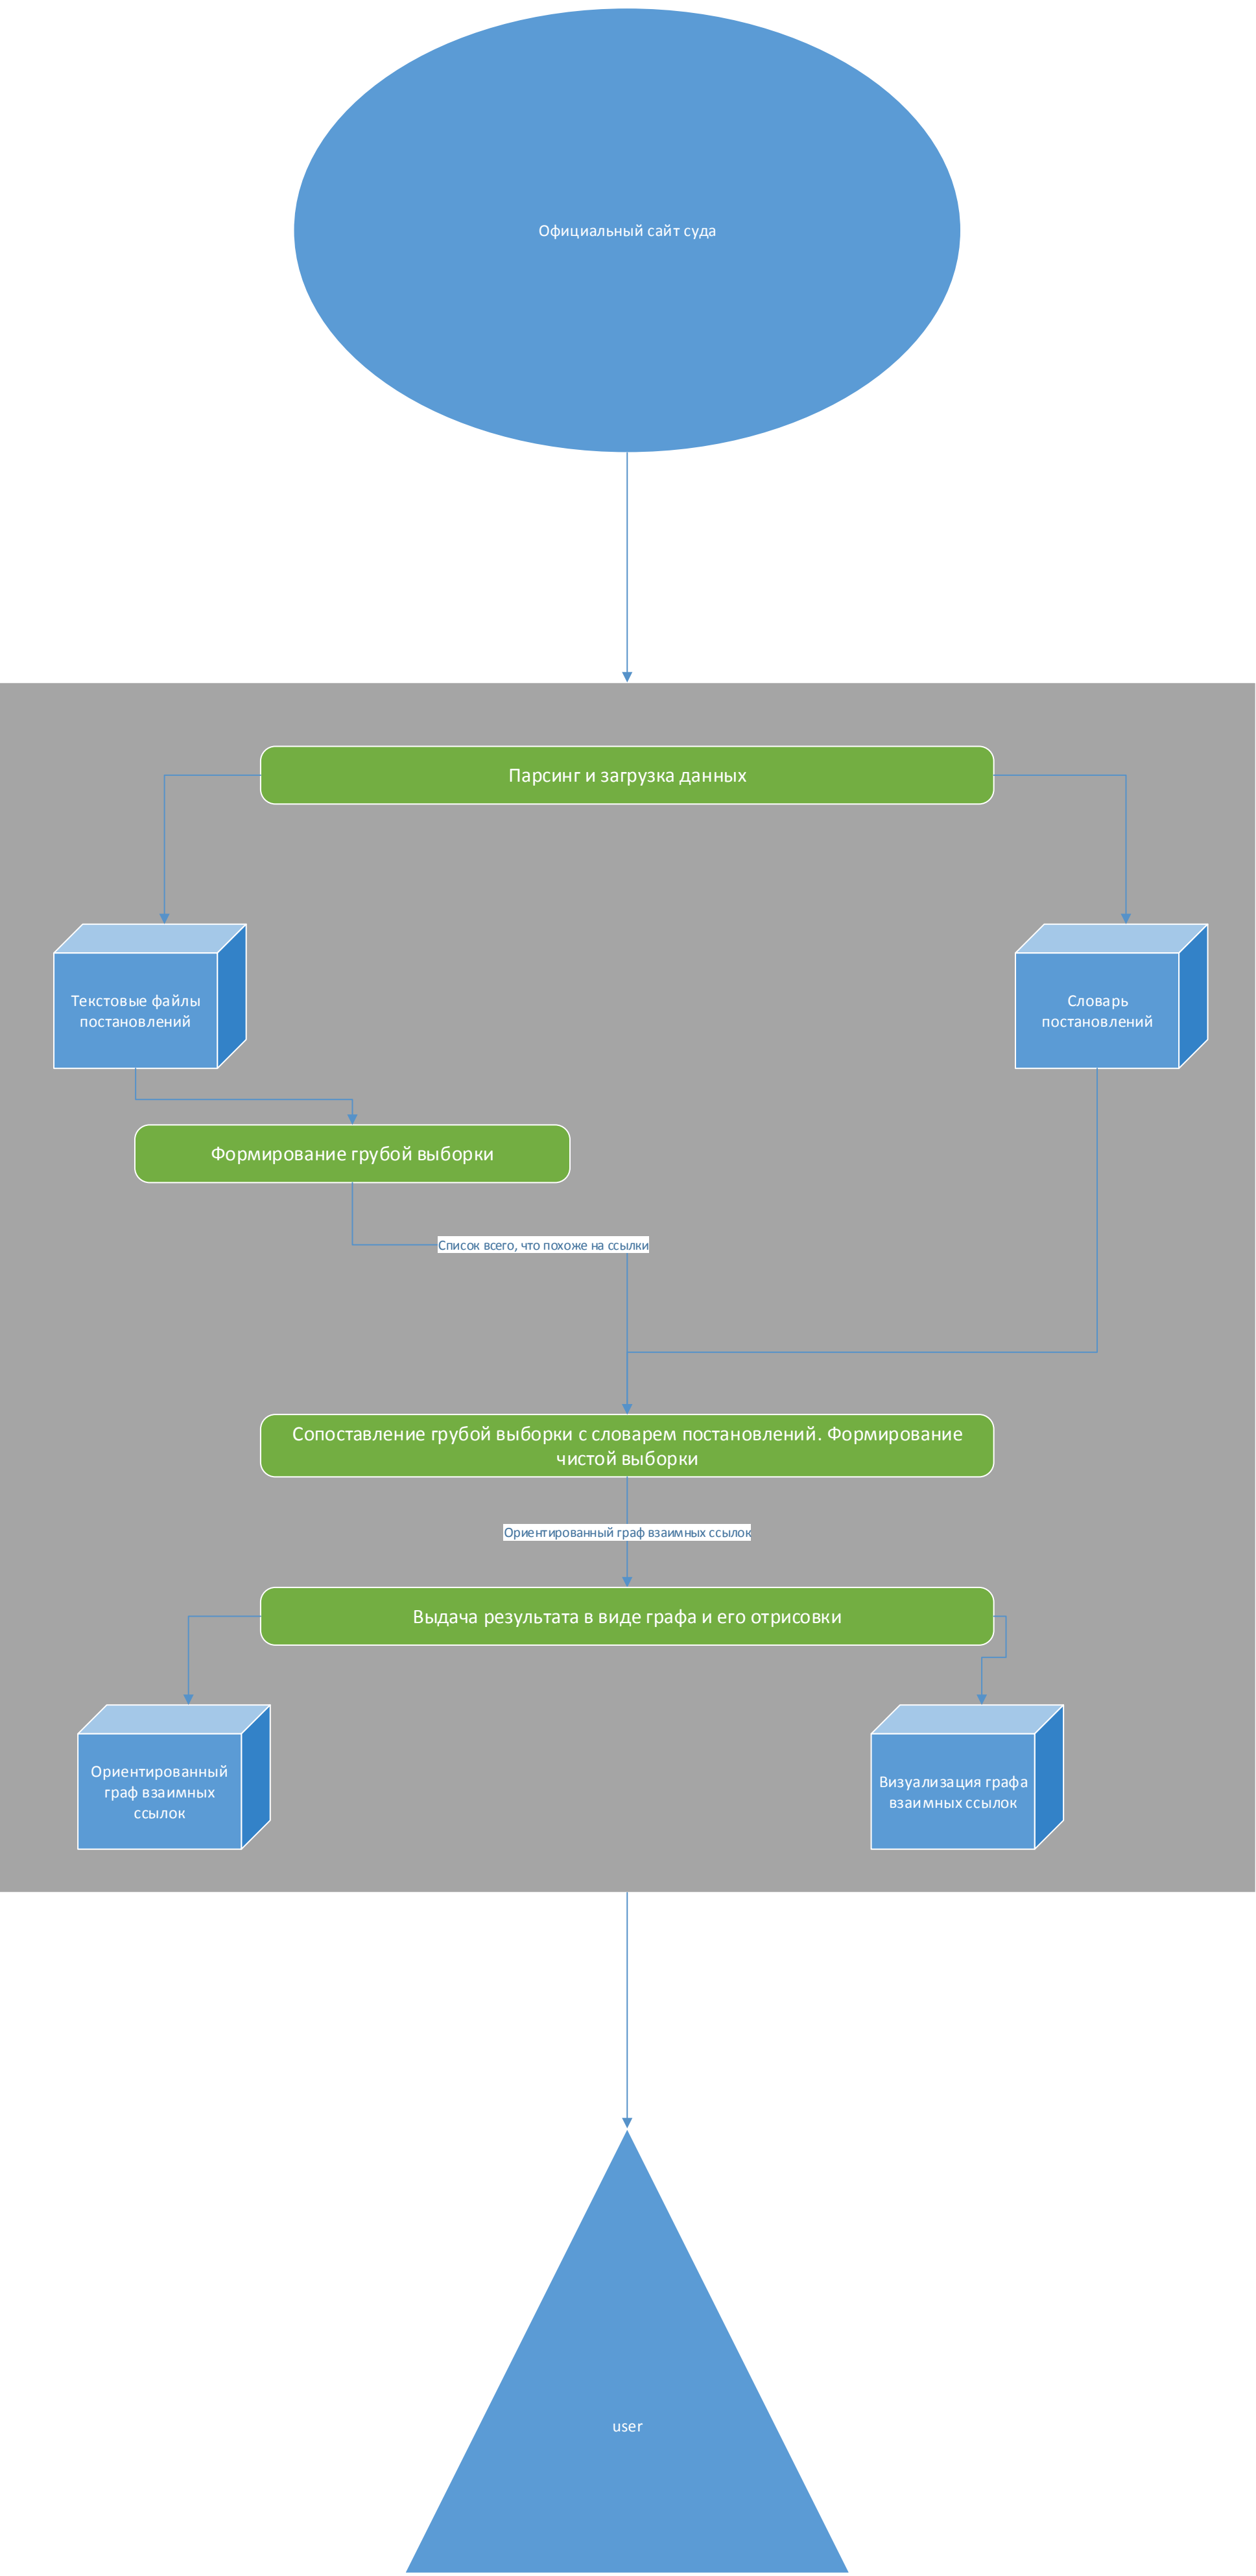 Официальный сайт суда
Парсинг и загрузка данных
Текстовые файлы
постановлений
Словарь
постановлений
Формирование грубой выборки
Список всего, что похоже на ссылки
Сопоставление грубой выборки с словарем постановлений. Формирование
чистой выборки
Ориентированный граф взаимных ссылок
Выдача результата в виде графа и его отрисовки
Ориентированный
граф взаимных
ссылок
Визуализация графа
взаимных ссылок
user